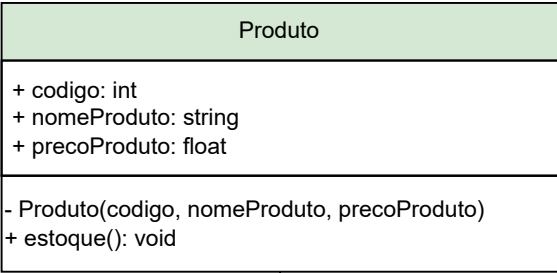 Produto
+ codigo: int
+ nomeProduto: string
+ precoProduto: float
- Produto(codigo, nomeProduto, precoProduto)
+ estoque(): void